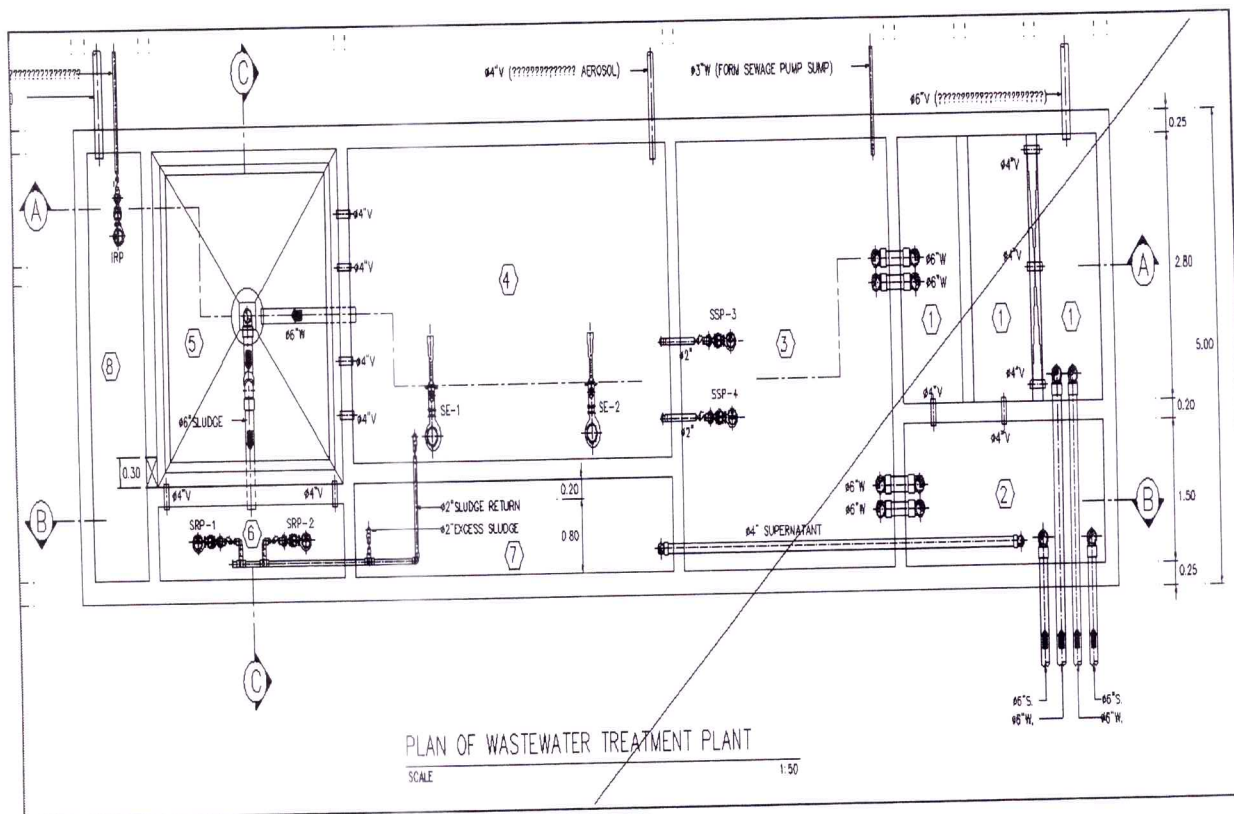 C
???????????????
)
ø4"V (?????????????? AEROSOL)
ø3"W (FORM SEWAGE PUMP SUMP)
0.25
A
ø4"V
ø4"V
IRP
ø4"V
4
ø6"W
ø6"W
ø4"V
A
2.80
5
ø6"W
SSP-3
3
1
1
1
5.00
8
ø2"
ø4"V
SE-1
SE-2
SSP-4
ø4"V
ø4"V
ø6"SLUDGE
ø4"V
ø2"
ø4"V
0.20
0.30
ø4"V
ø4"V
0.20
ø6"W
ø6"W
2
1.50
B
B
SRP-1
6
SRP-2
ø2"SLUDGE RETURN
ø2"EXCESS SLUDGE
0.80
7
ø4" SUPERNATANT
0.25
C
ø6"S.
ø6"W.
ø6"S.
ø6"W.
PLAN OF WASTEWATER TREATMENT PLANT
SCALE
1:50